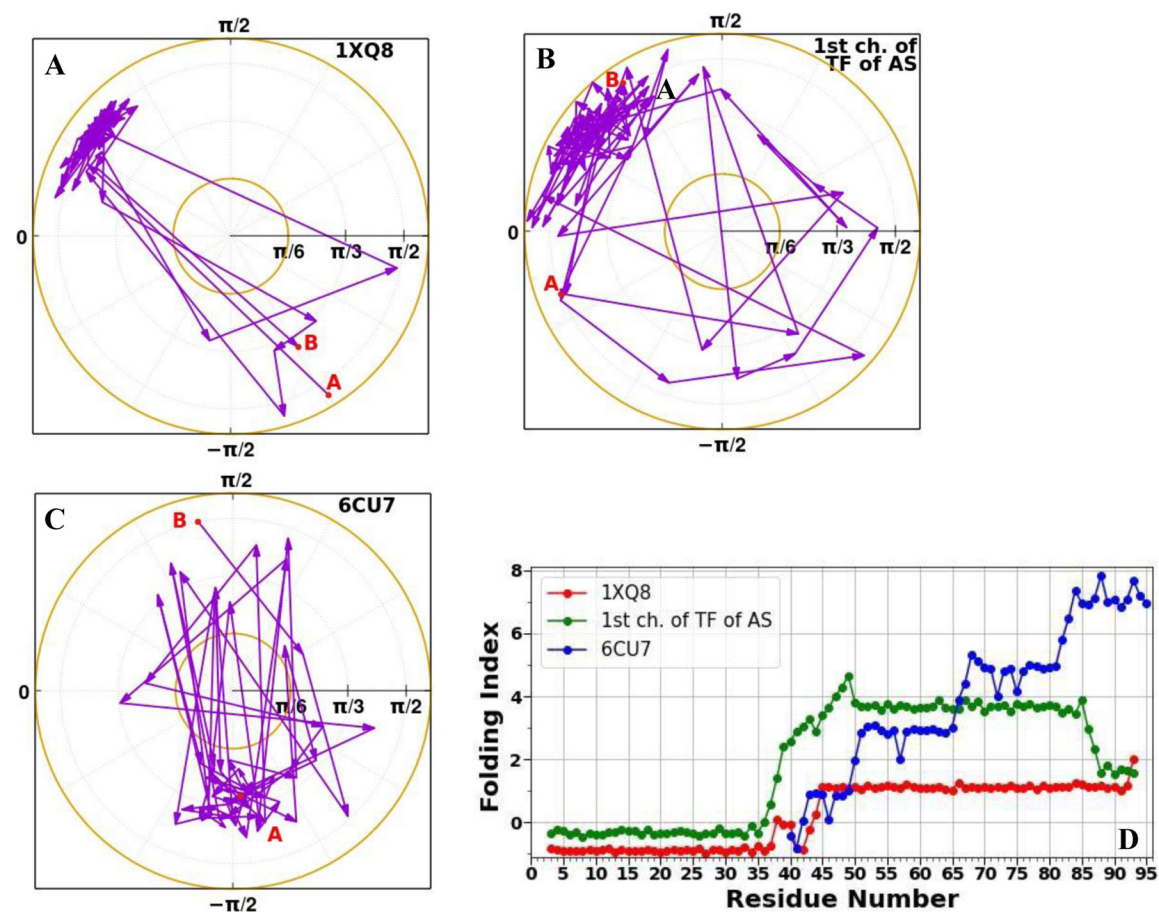 π/2
A
1XQ8
0
π/6
π/3
π/2
B
A
−π/2
π/2
B
1st ch. of
TF of AS
B
A
0
π/6
π/3
π/2
A
−π/2
π/2
C
6CU7
B
0
π/6
π/3
π/2
A
−π/2
8
6
4
2
0
Folding Index
1XQ8
1st ch. of TF of AS
6CU7
D
0 5 10 15 20 25 30 35 40 45 50 55 60 65 70 75 80 85 90 95
Residue Number